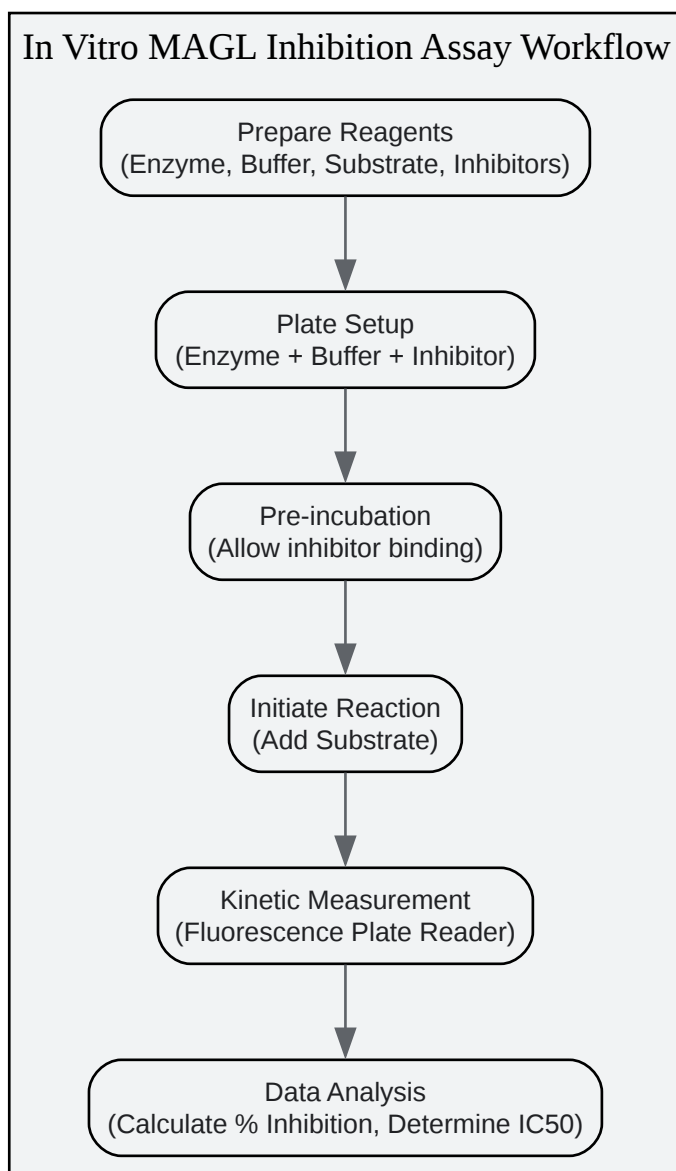 In Vitro MAGL Inhibition Assay Workflow
Prepare Reagents
(Enzyme, Buffer, Substrate, Inhibitors)
Plate Setup
(Enzyme + Buffer + Inhibitor)
Pre-incubation
(Allow inhibitor binding)
Initiate Reaction
(Add Substrate)
Kinetic Measurement
(Fluorescence Plate Reader)
Data Analysis
(Calculate % Inhibition, Determine IC50)